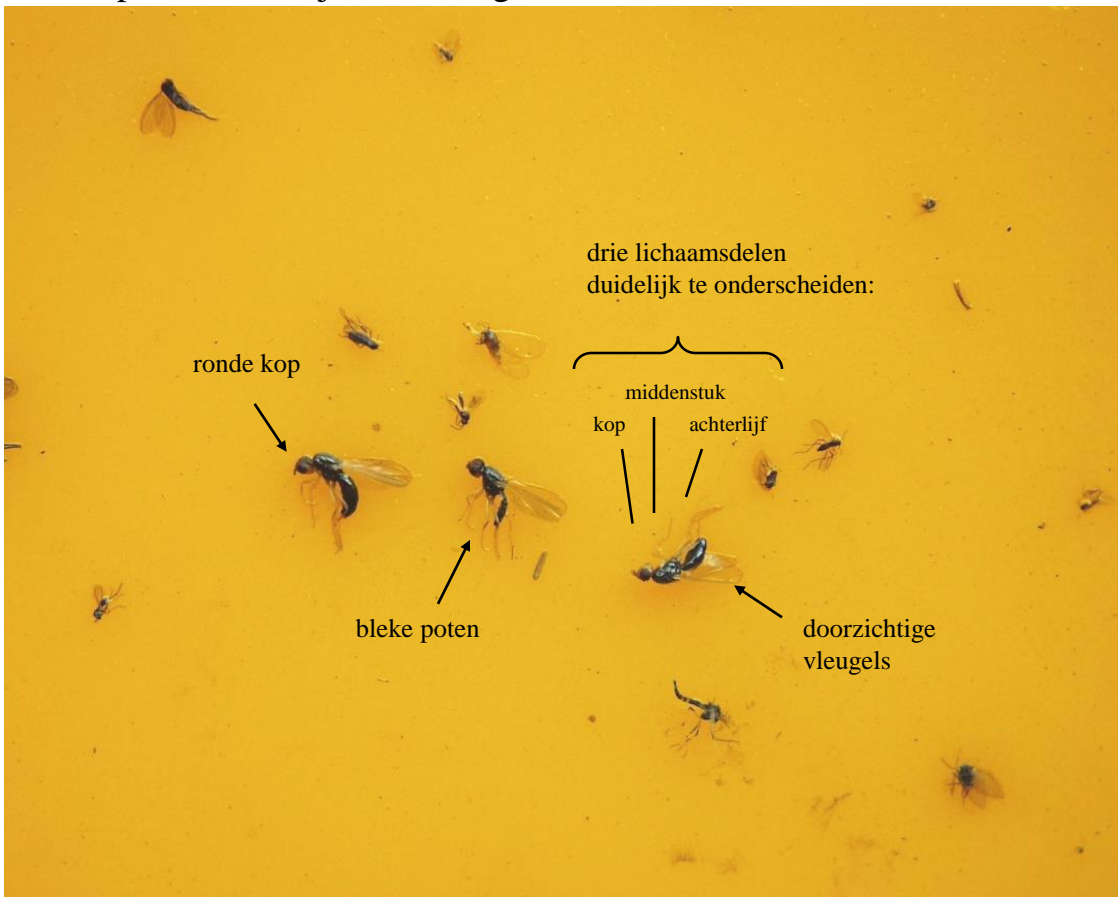 drie lichaamsdelen
duidelijk te onderscheiden:
ronde kop
middenstuk
kop
achterlijf
bleke poten
doorzichtige
vleugels